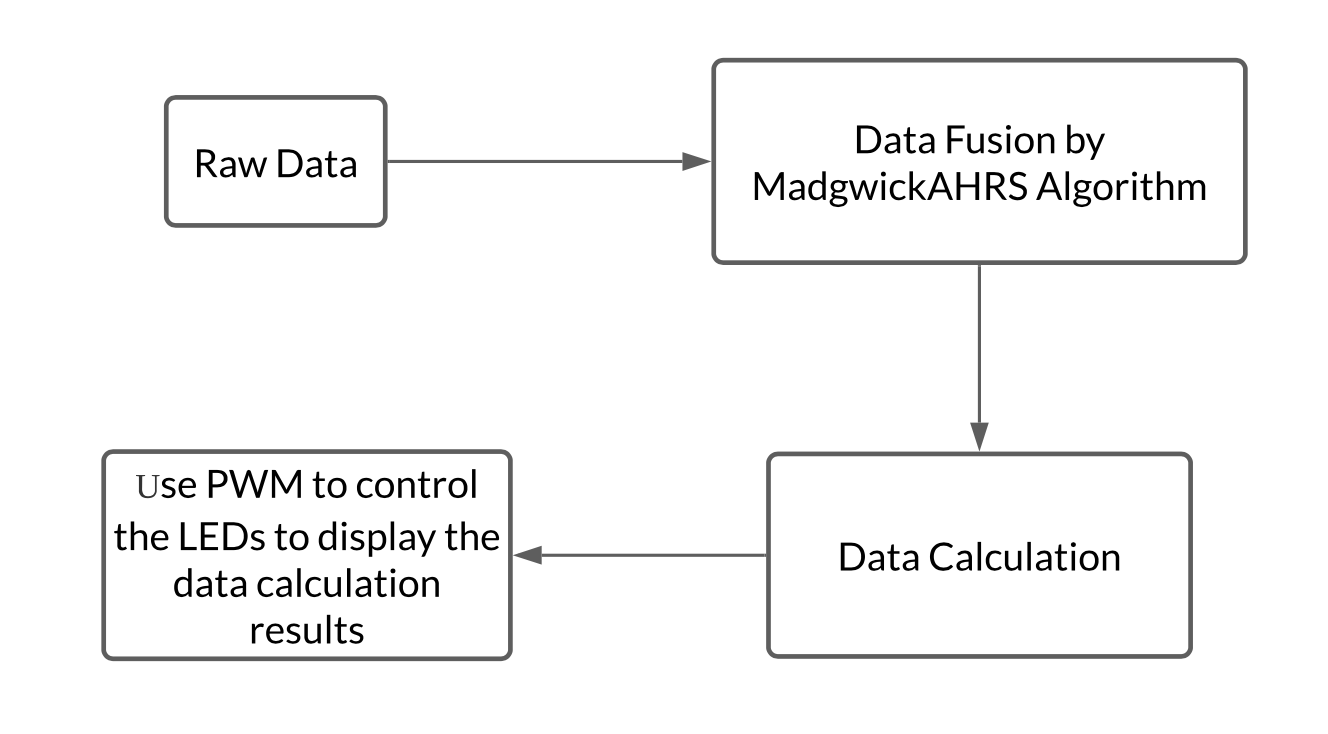 Raw Data
Data Fusion by
MadgwickAHRS Algorithm
Data Calculation
Use PWM to control
the LEDs to display the
data calculation
results